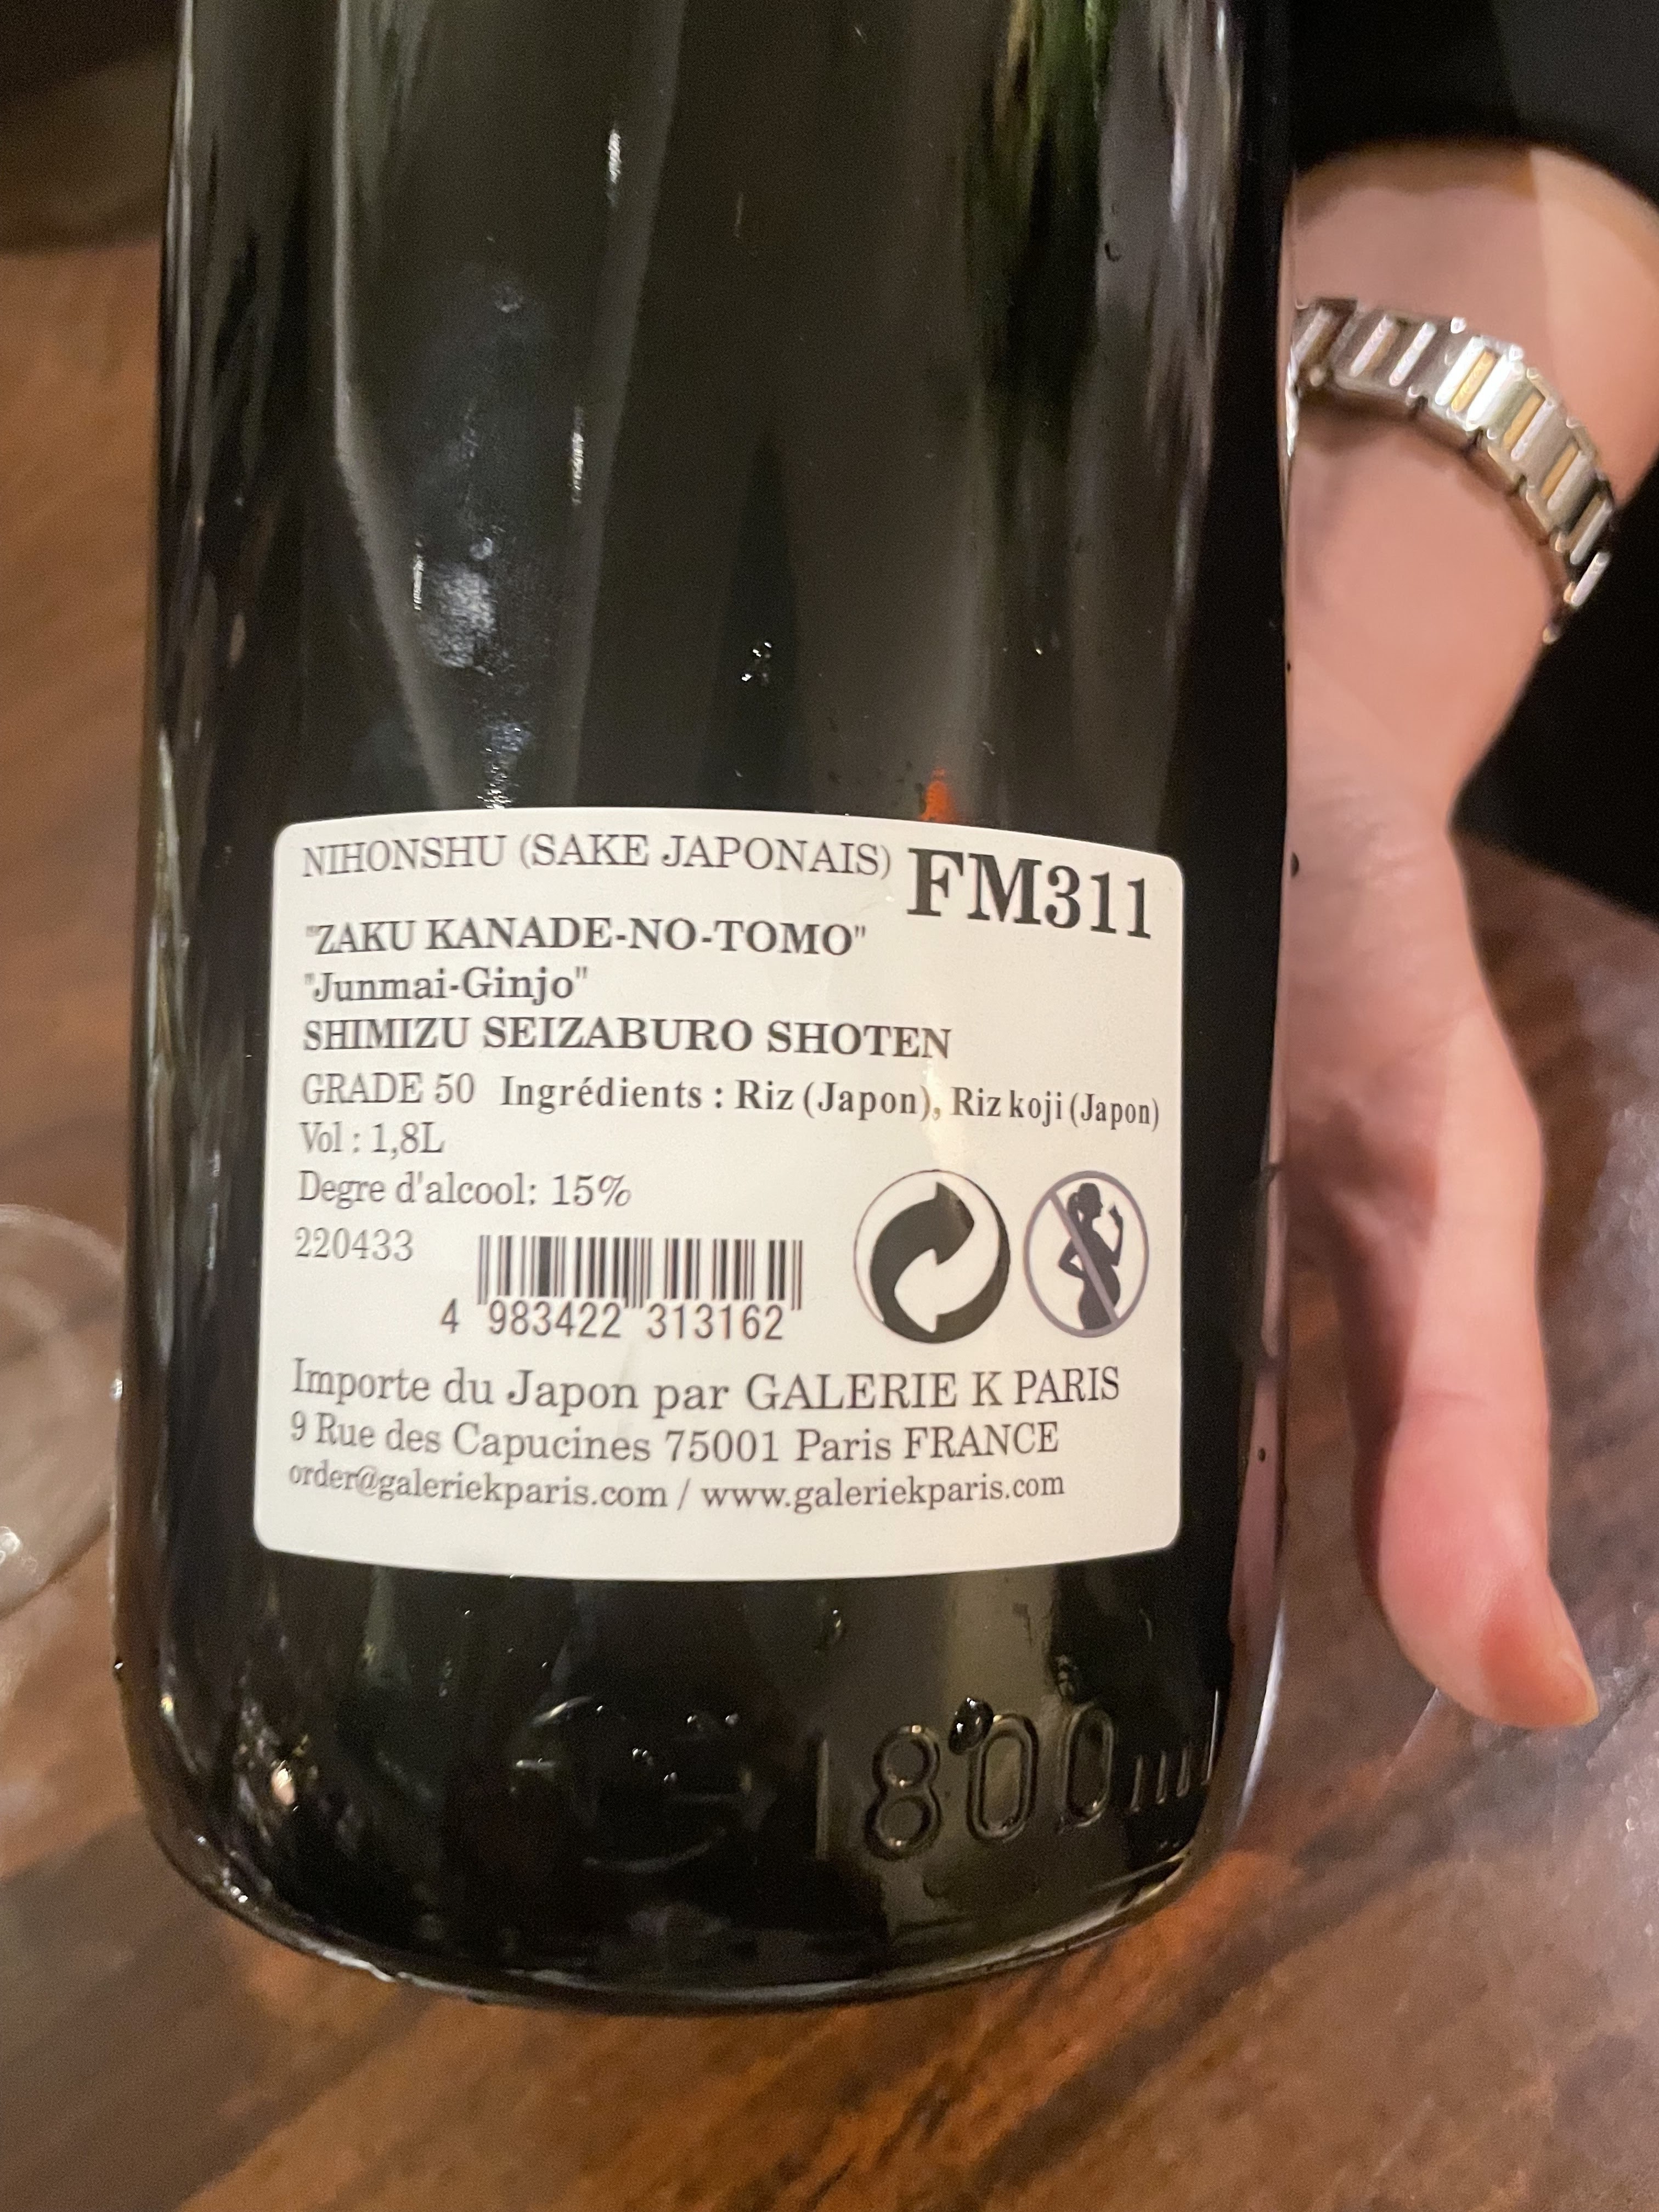 NIHONSHU (SAKE JAPONAIS) FM311
"ZAKU KANADE-NO-TOMO"
"Junmai-Ginjo"
SHIMIZU SEIZABURO SHOTEN
GRADE 50 Ingrédients : Riz (Japon), Riz koji (Japon)
Vol : 1,8L
Degre d'alcool: 15%
220433
4 983422 313162
Importe du Japon par GALERIE K PARIS
9 Rue des Capucines 75001 Paris FRANCE
order@galeriekparis.com / www.galeriekparis.com
1800ml